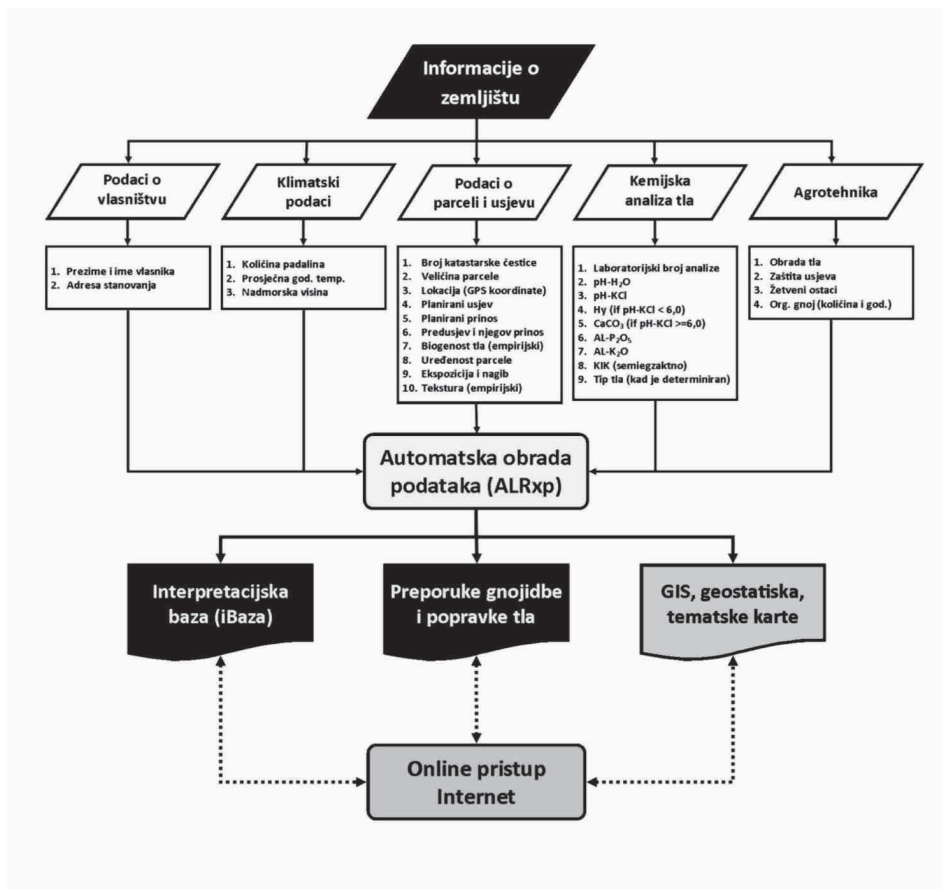 Informacije o
zemljištu
Podaci o
vlasništvu
Klimatski
podaci
Podaci o
parceli i usjevu
Kemijska
analiza tla
Agrotehnika
1. Prezime i ime vlasnika
2. Adresa stanovanja
1. Količina padalina
2. Prosječna god. temp.
3. Nadmorska visina
1. Broj katastarske čestice
2. Veličina parcele
3. Lokacija (GPS koordinate)
4. Planirani usjev
5. Planirani prinos
6. Predusjev i njegov prinos
7. Biogenost tla (empirijski)
8. Uređenost parcele
9. Ekspozicija i nagib
10. Tekstura (empirijski)
1. Laboratorijski broj analize
2. pH-H₂O
3. pH-KCl
4. Hy (if pH-KCl < 6,0)
5. CaCO₃ (if pH-KCl >=6,0)
6. AL-P₂O₅
7. AL-K₂O
8. KIK (semiegzaktno)
9. Tip tla (kad je determiniran)
1. Obrada tla
2. Zaštita usjeva
3. Žetveni ostaci
4. Org. gnoj (količina i god.)
Automatska obrada
podataka (ALRxp)
Interpretacijska
baza (iBaza)
Preporuke gnojidbe
i popravke tla
GIS, geostatiska,
tematske karte
Online pristup
Internet